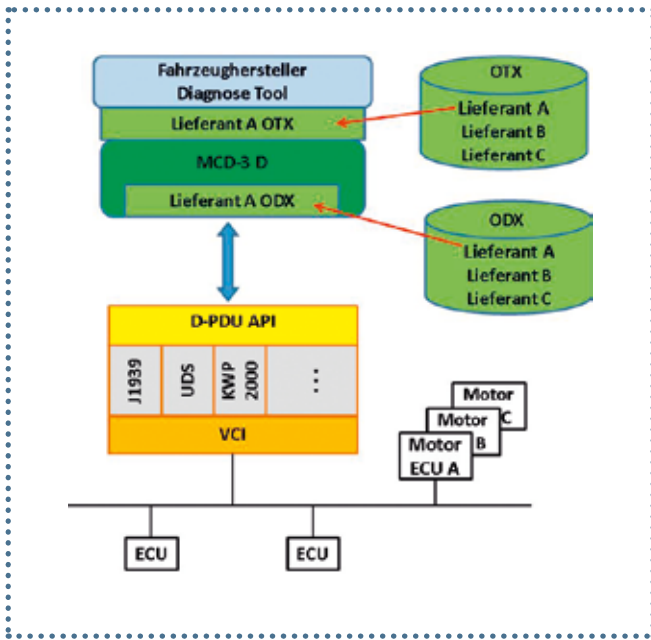 Fahrzeughersteller
Diagnose Tool
Lieferant A OTX
MCD-3 D
Lieferant A ODX
OTX
Lieferant A
Lieferant B
Lieferant C
ODX
Lieferant A
Lieferant B
Lieferant C
D-PDU API
J1939
UDS
KWP
2000
...
VCI
Motor
C
Motor
B
Motor
ECU A
ECU
ECU